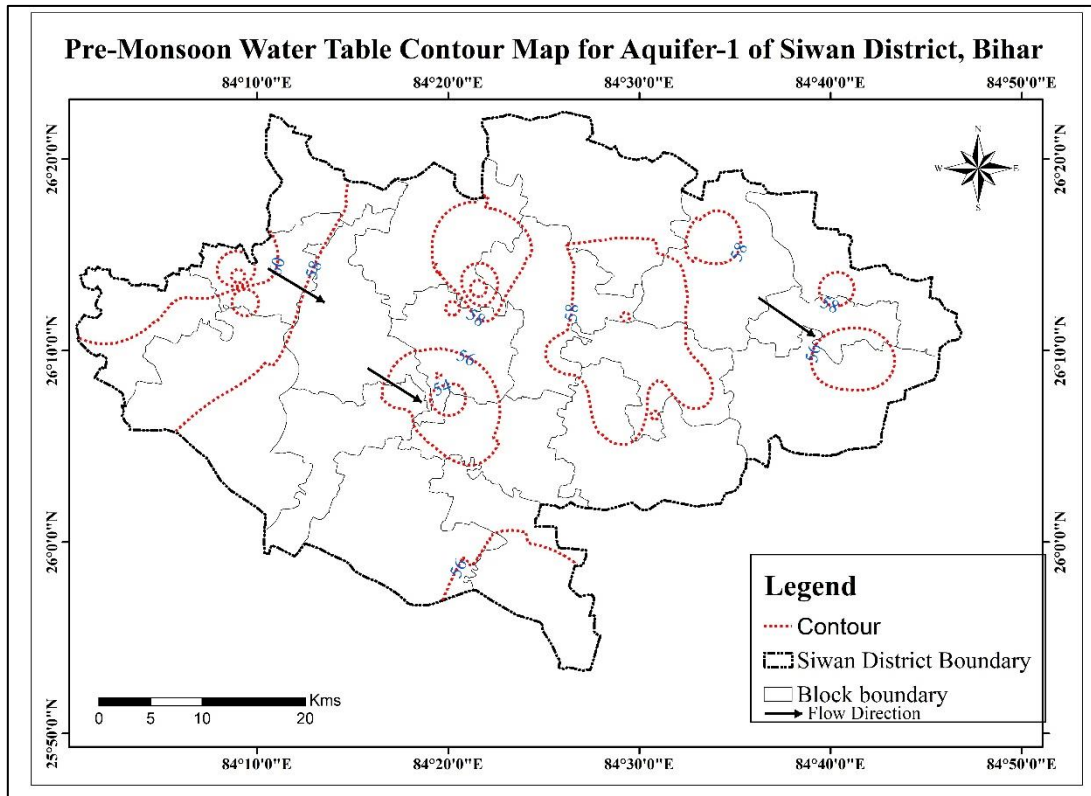 Pre-Monsoon Water Table Contour Map for Aquifer-1 of Siwan District, Bihar
84°10'0"E 84°20'0"E 84°30'0"E 84°40'0"E 84°50'0"E
26°20'0"N 26°20'0"N
N
W E
S
58
60 58
58
58
58
26°10'0"N 26°10'0"N
56
56
54
26°0'0"N 26°0'0"N
56
Legend
Contour
Siwan District Boundary
Block boundary
Flow Direction
Kms
0 5 10 20
25°50'0"N 25°50'0"N
84°10'0"E 84°20'0"E 84°30'0"E 84°40'0"E 84°50'0"E